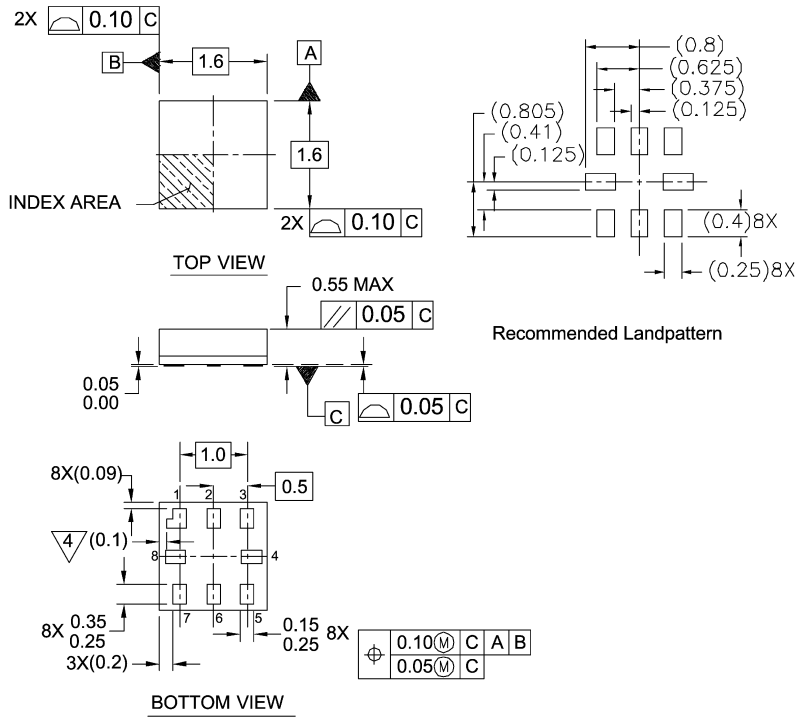 2X 0.10 C
B 1.6 A
1.6
INDEX AREA
2X 0.10 C
TOP VIEW
(0.8)
(0.625)
(0.375)
(0.125)
(0.805)
(0.41)
(0.125)
(0.4)8X
(0.25)8X
Recommended Landpattern
0.55 MAX
// 0.05 C
0.05
0.00
C
0.05 C
1.0
8X(0.09)
1 2 3
0.5
4 (0.1)
8 4
8X 0.35
0.25
7 6 5
0.15
0.25
8X
3X(0.2)
0.10 Ⓜ C A B
0.05 Ⓜ C
BOTTOM VIEW